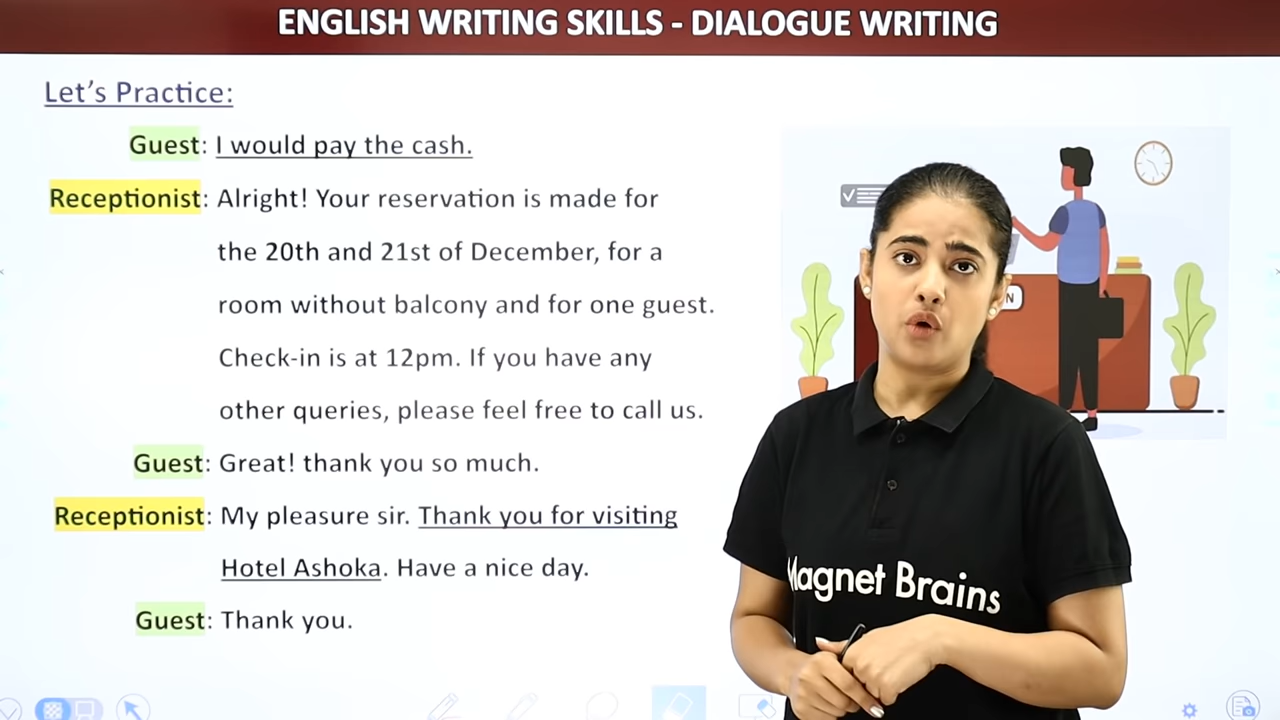 ENGLISH WRITING SKILLS - DIALOGUE WRITING
Let's Practice:
Guest: I would pay the cash.
Receptionist: Alright! Your reservation is made for
the 20th and 21st of December, for a
room without balcony and for one guest.
Check-in is at 12pm. If you have any
other queries, please feel free to call us.
Guest: Great! thank you so much.
Receptionist: My pleasure sir. Thank you for visiting
Hotel Ashoka. Have a nice day.
Guest: Thank you.
N
Magnet Brains